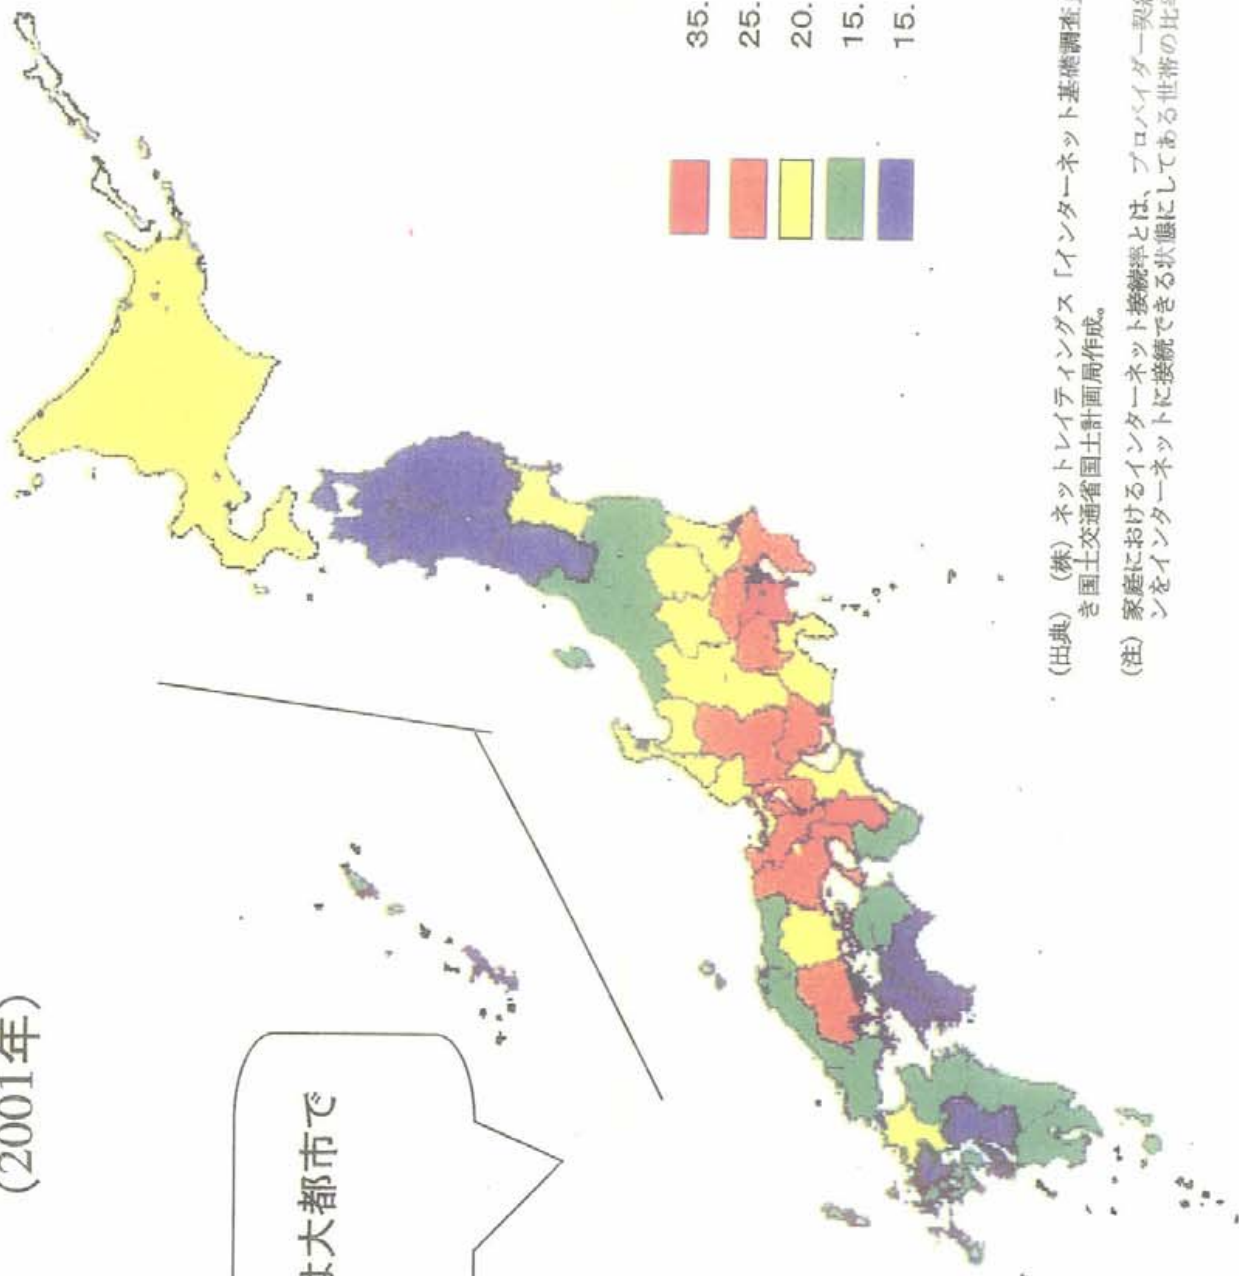 (2001年)
は大都市で
35.
25.
20.
15.
15.
(出典) (株) ネットレイティングス「インターネット基礎調査」
き国土交通省国土計画局作成。
(注) 家庭におけるインターネット接続率とは、プロバイダー契約
ンをインターネットに接続できる状態にしてある世帯の比率